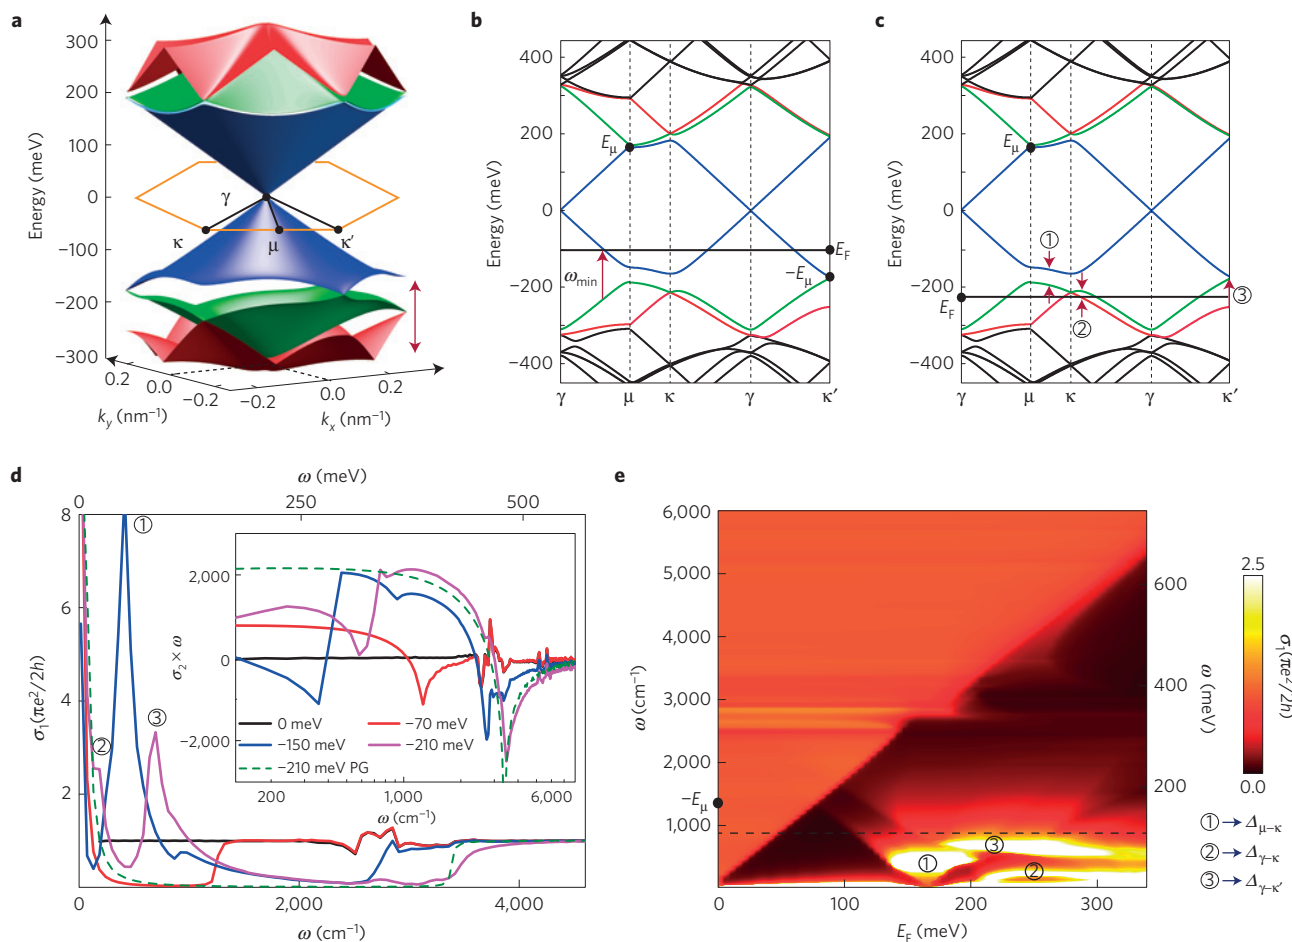 a
300
200
100
0
−100
−200
−300
Energy (meV)
γ
κ
μ
κ′
0.2
0.0
−0.2
k_y (nm⁻¹)
−0.2
0.0
0.2
k_x (nm⁻¹)
b
400
200
0
−200
−400
Energy (meV)
E_μ
E_F
−E_μ
ω_min
γ μ κ γ κ′
c
400
200
0
−200
−400
Energy (meV)
E_μ
①
②
③
E_F
γ μ κ γ κ′
d
ω (meV)
0 250 500
8
6
4
2
σ₁(πe²/2h)
①
②
③
2,000
0
−2,000
σ₂ × ω
0 meV −70 meV
−150 meV −210 meV
−210 meV PG
200 1,000 6,000
ω (cm⁻¹)
0 2,000 4,000
ω (cm⁻¹)
e
6,000
5,000
4,000
3,000
2,000
1,000
−E_μ
ω (cm⁻¹)
①
②
③
0 100 200 300
E_F (meV)
600
400
200
ω (meV)
2.5
0.0
σ₁(πe²/2h)
① → Δ_μ−κ
② → Δ_γ−κ
③ → Δ_γ−κ′